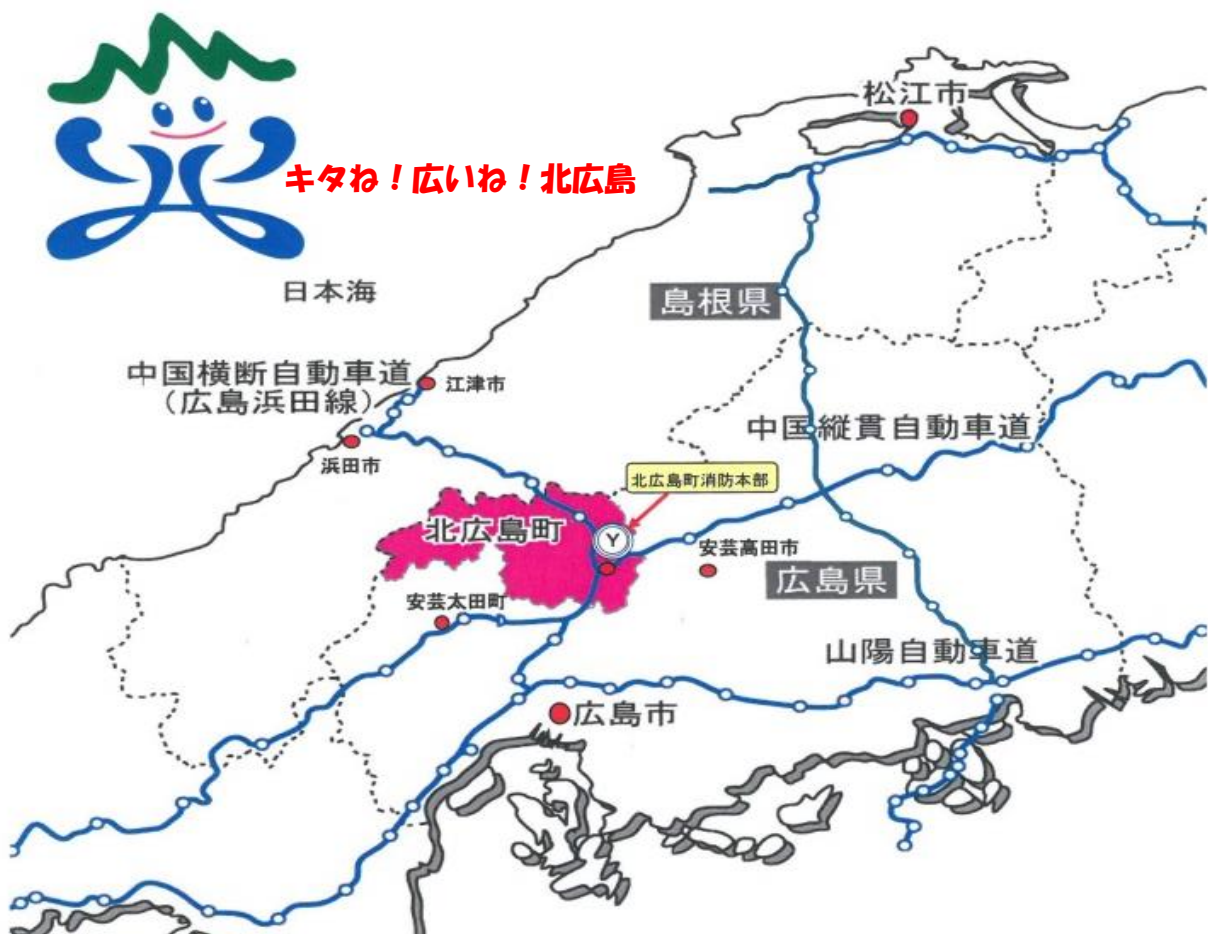 松江市
キタね！広いね！北広島
日本海
島根県
中国横断自動車道
（広島浜田線）
江津市
中国縦貫自動車道
浜田市
北広島町消防本部
北広島町
Y
安芸高田市
広島県
安芸太田町
山陽自動車道
広島市